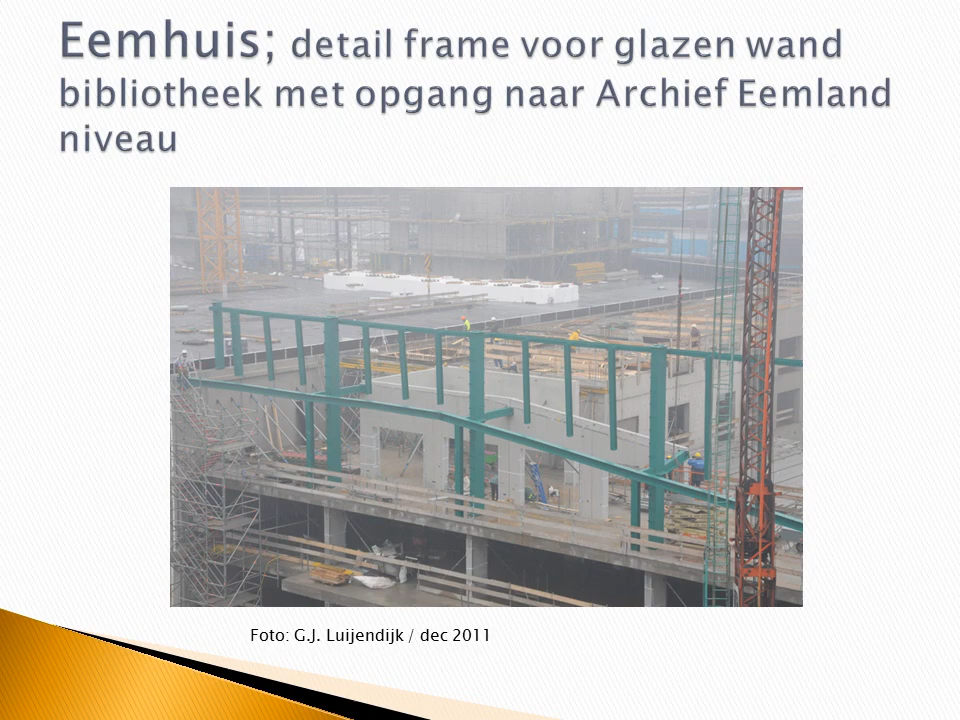 Eemhuis; detail frame voor glazen wand
bibliotheek met opgang naar Archief Eemland
niveau
Foto: G.J. Luijendijk / dec 2011